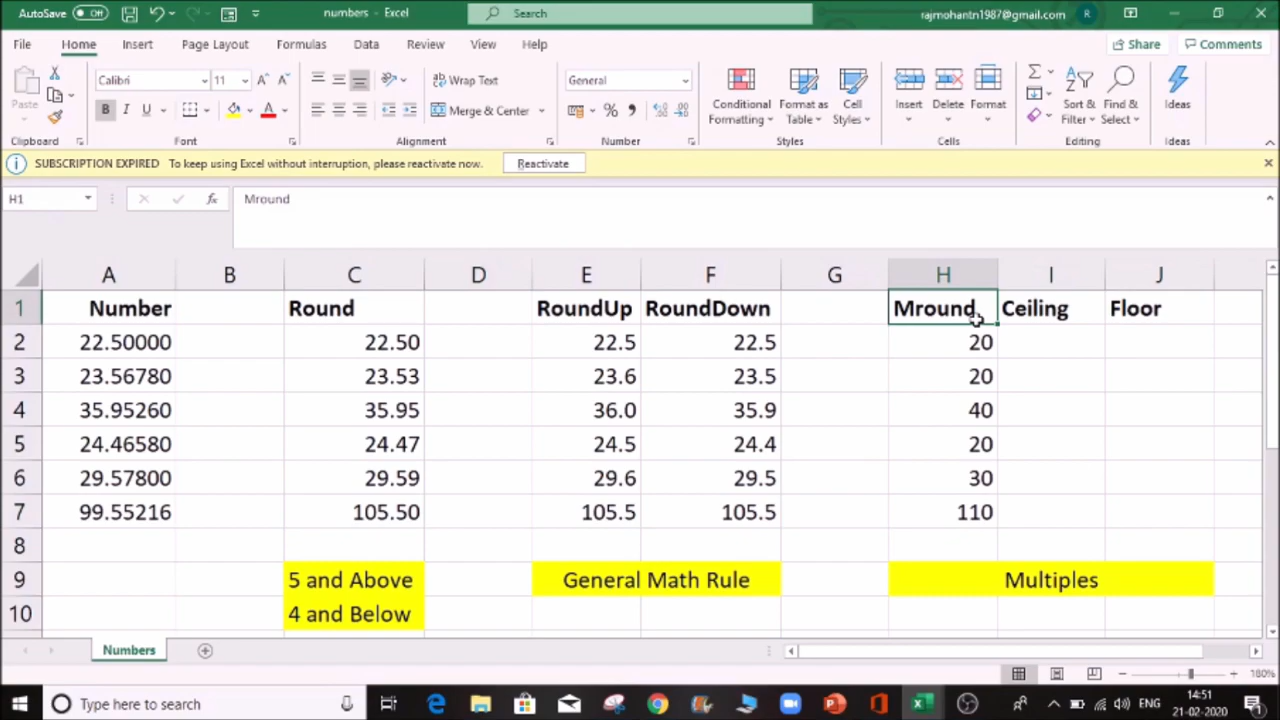 AutoSave Off numbers - Excel Search rajmohantn1987@gmail.com R
File Home Insert Page Layout Formulas Data Review View Help Share Comments
Paste Calibri 11 Wrap Text General Conditional Formatting Format as Table Cell Styles Insert Delete Format Sort & Filter Find & Select Ideas
B I U Merge & Center
Clipboard Font Alignment Number Styles Cells Editing Ideas
SUBSCRIPTION EXPIRED To keep using Excel without interruption, please reactivate now. Reactivate
H1 fx Mround
A B C D E F G H I J
1 Number Round RoundUp RoundDown Mround Ceiling Floor
2 22.50000 22.50 22.5 22.5 20
3 23.56780 23.53 23.6 23.5 20
4 35.95260 35.95 36.0 35.9 40
5 24.46580 24.47 24.5 24.4 20
6 29.57800 29.59 29.6 29.5 30
7 99.55216 105.50 105.5 105.5 110
8
9 5 and Above General Math Rule Multiples
10 4 and Below
Numbers
180%
Type here to search ENG 14:51
21-02-2020